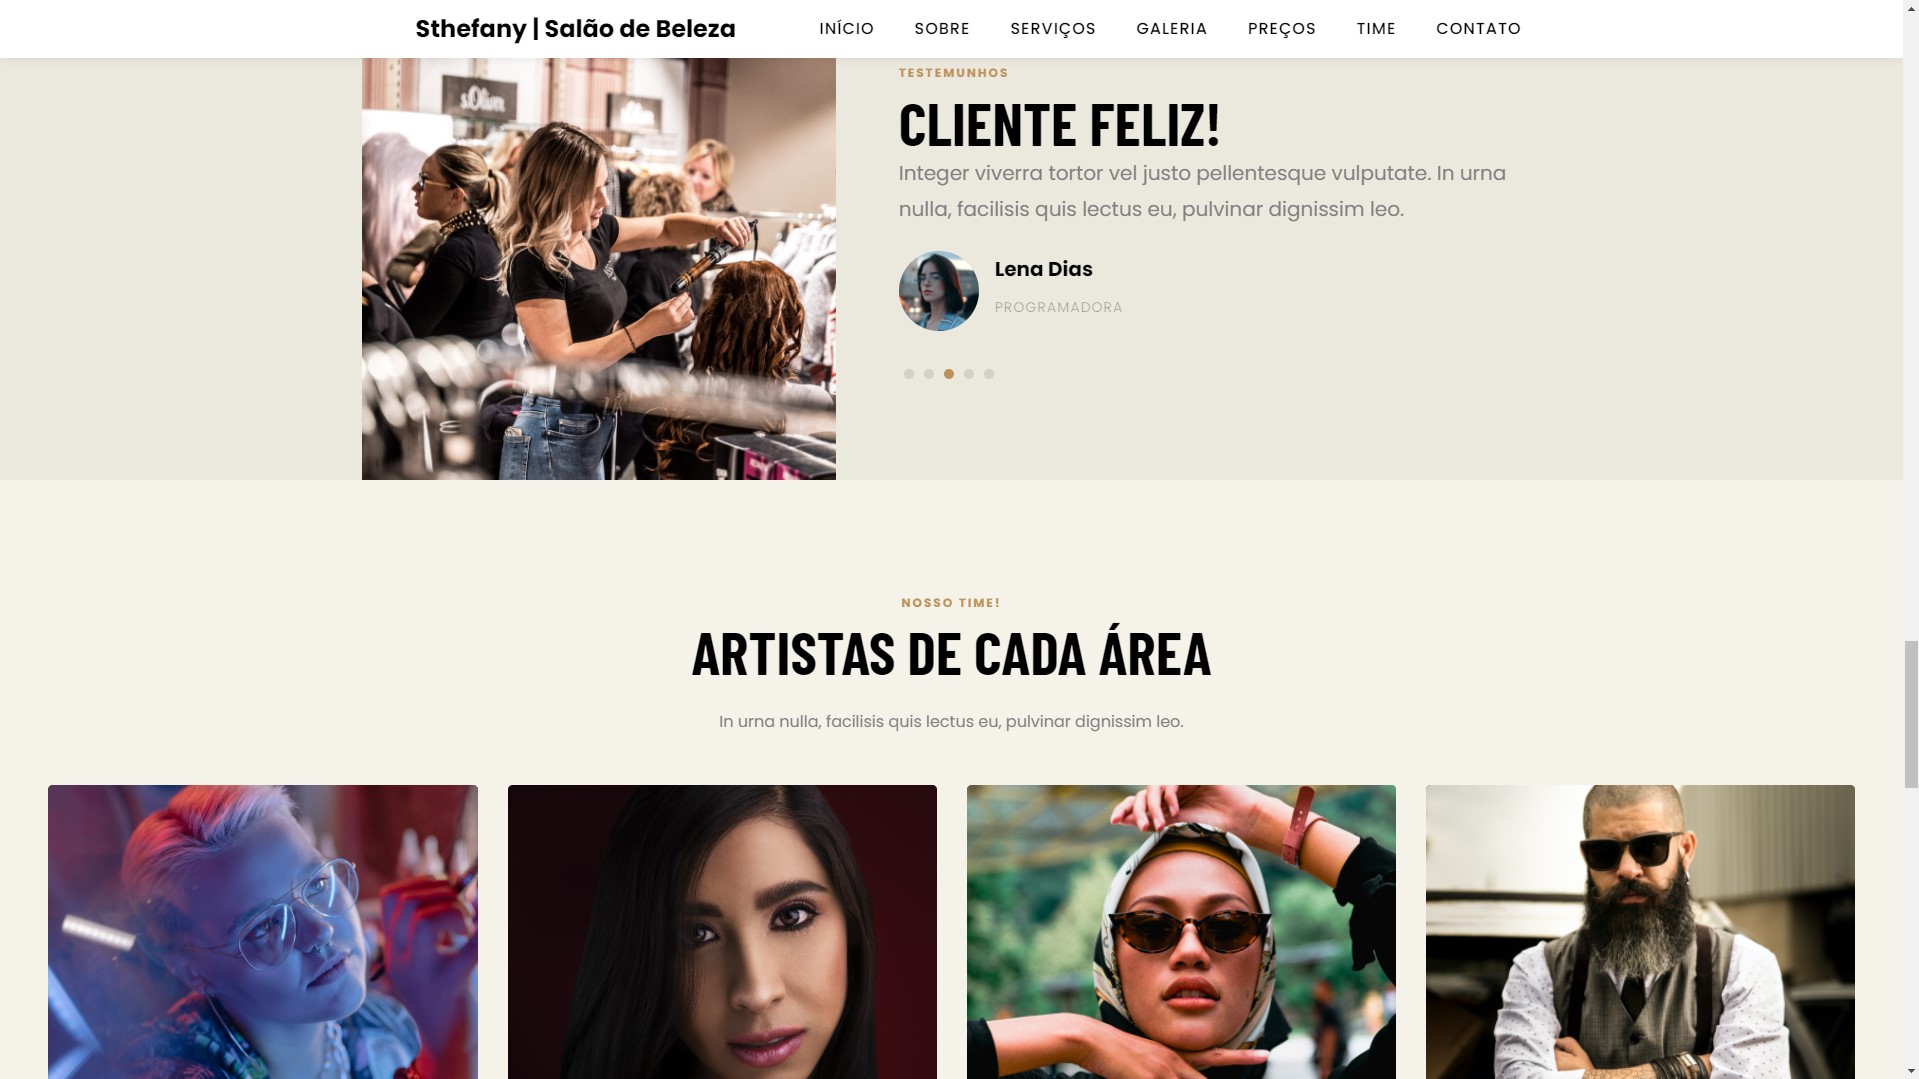 Sthefany | Salão de Beleza
INÍCIO SOBRE SERVIÇOS GALERIA PREÇOS TIME CONTATO
s.Oliver
TESTEMUNHOS
CLIENTE FELIZ!
Integer viverra tortor vel justo pellentesque vulputate. In urna
nulla, facilisis quis lectus eu, pulvinar dignissim leo.
Lena Dias
PROGRAMADORA
NOSSO TIME!
ARTISTAS DE CADA ÁREA
In urna nulla, facilisis quis lectus eu, pulvinar dignissim leo.